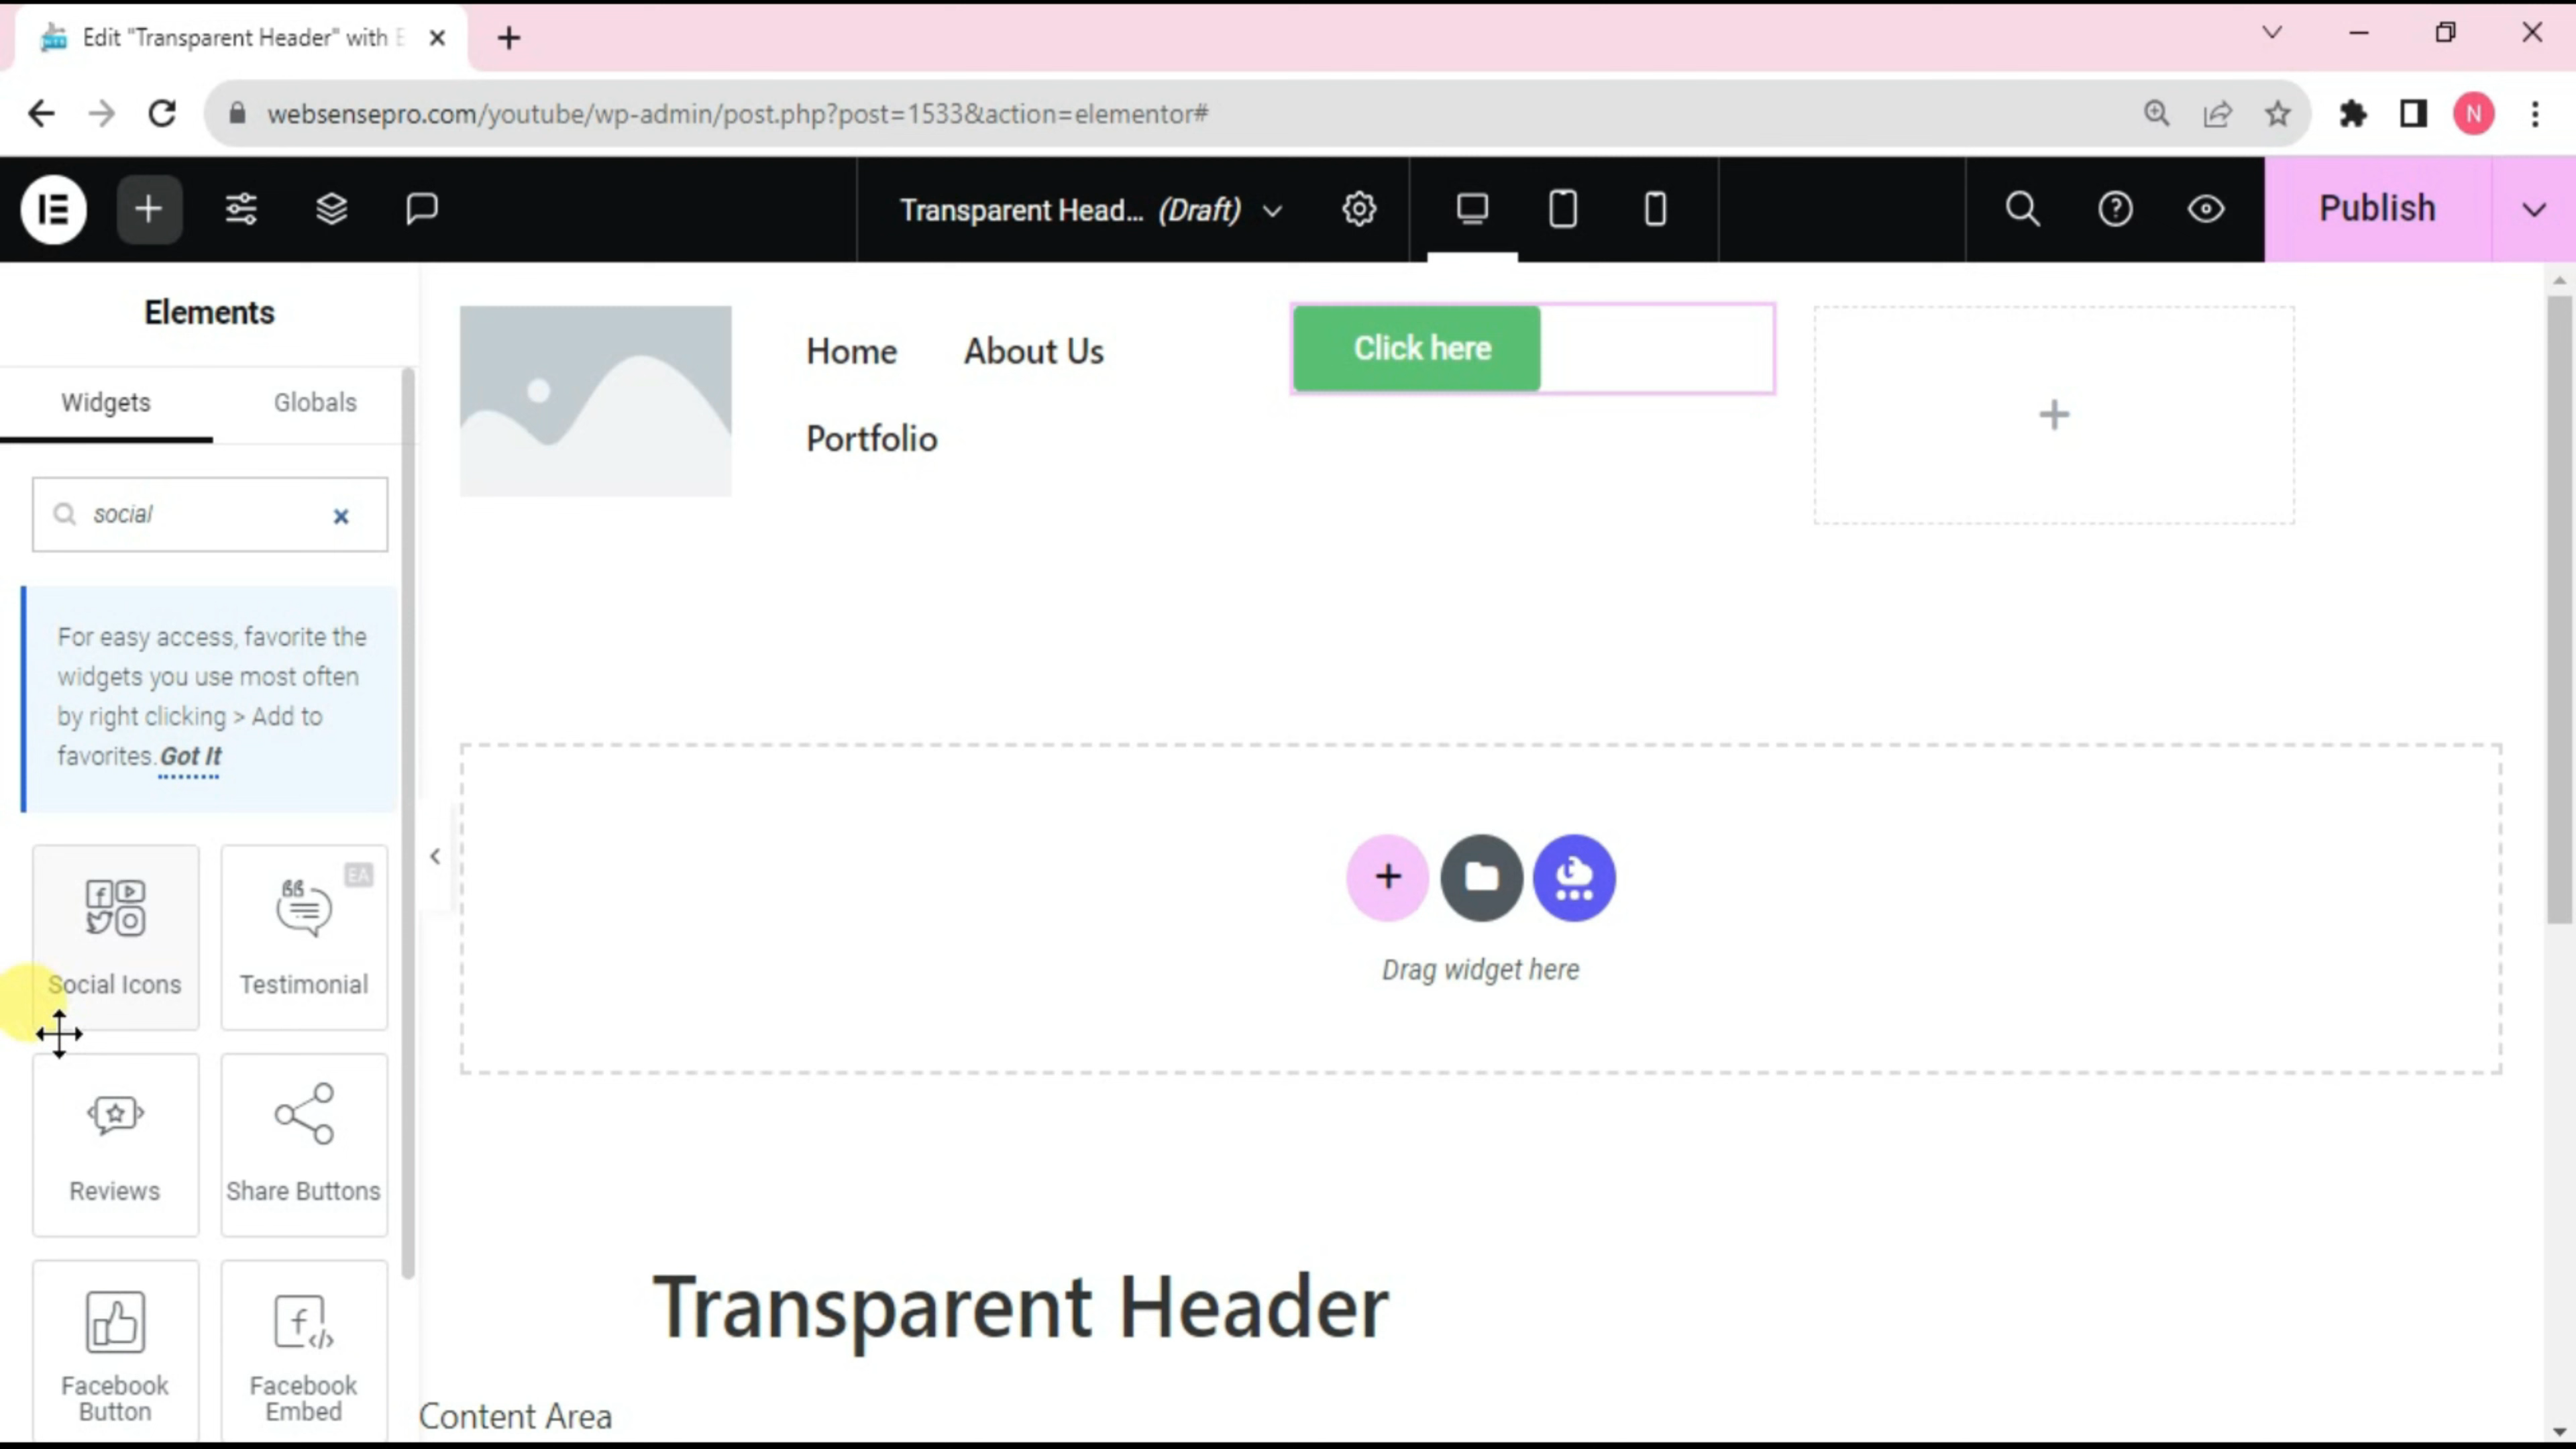 Edit "Transparent Header" with E
websensepro.com/youtube/wp-admin/post.php?post=1533&action=elementor#
N
Transparent Head... (Draft)
Publish
Elements
Widgets
Globals
social
For easy access, favorite the
widgets you use most often
by right clicking > Add to
favorites. Got It
Social Icons
EA
Testimonial
Reviews
Share Buttons
Facebook
Button
Facebook
Embed
Home
About Us
Portfolio
Click here
Drag widget here
Transparent Header
Content Area